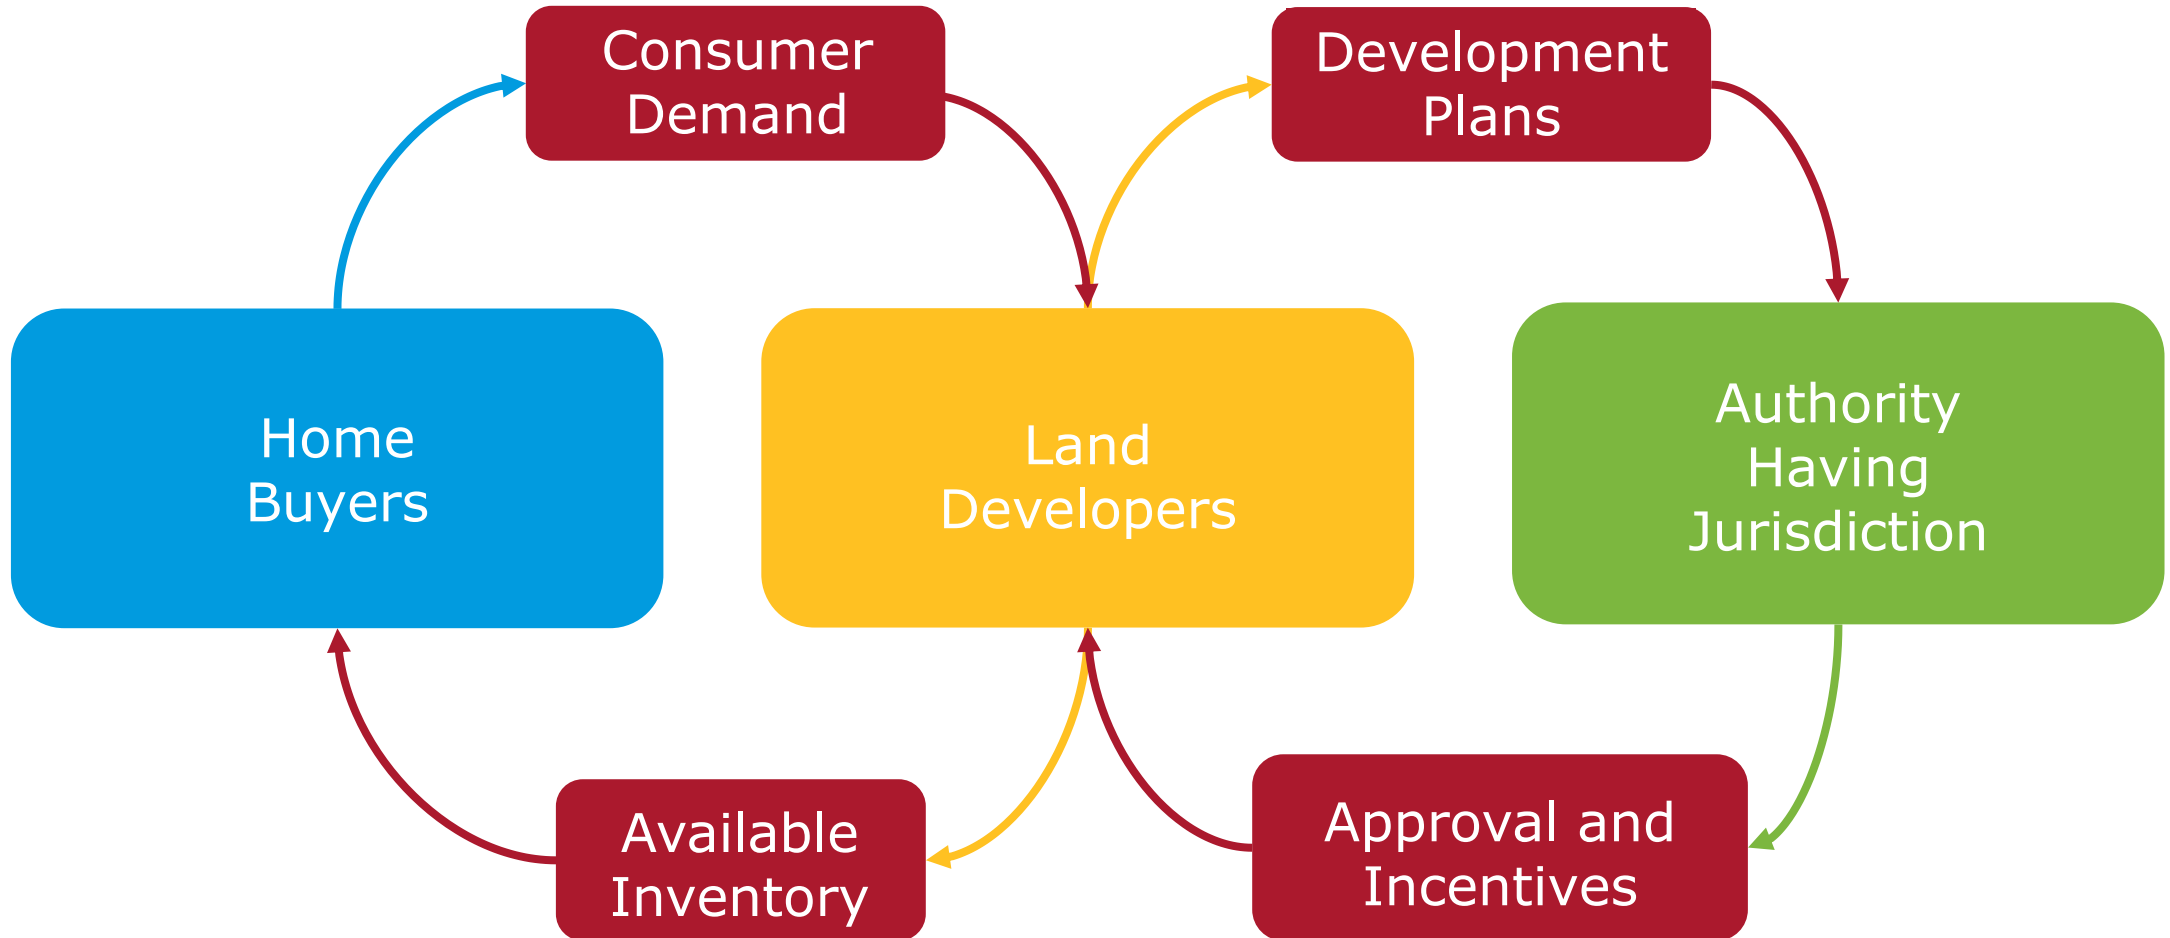 Consumer
Demand
Development
Plans
Home
Buyers
Land
Developers
Authority
Having
Jurisdiction
Available
Inventory
Approval and
Incentives